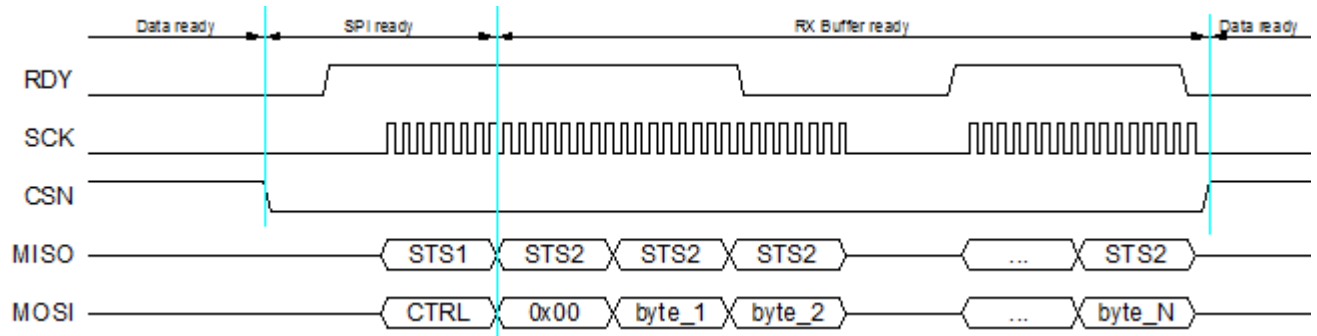 Data ready SPI ready RX Buffer ready Data ready
RDY
SCK
CSN
MISO STS1 STS2 STS2 STS2 ... STS2
MOSI CTRL 0x00 byte_1 byte_2 ... byte_N